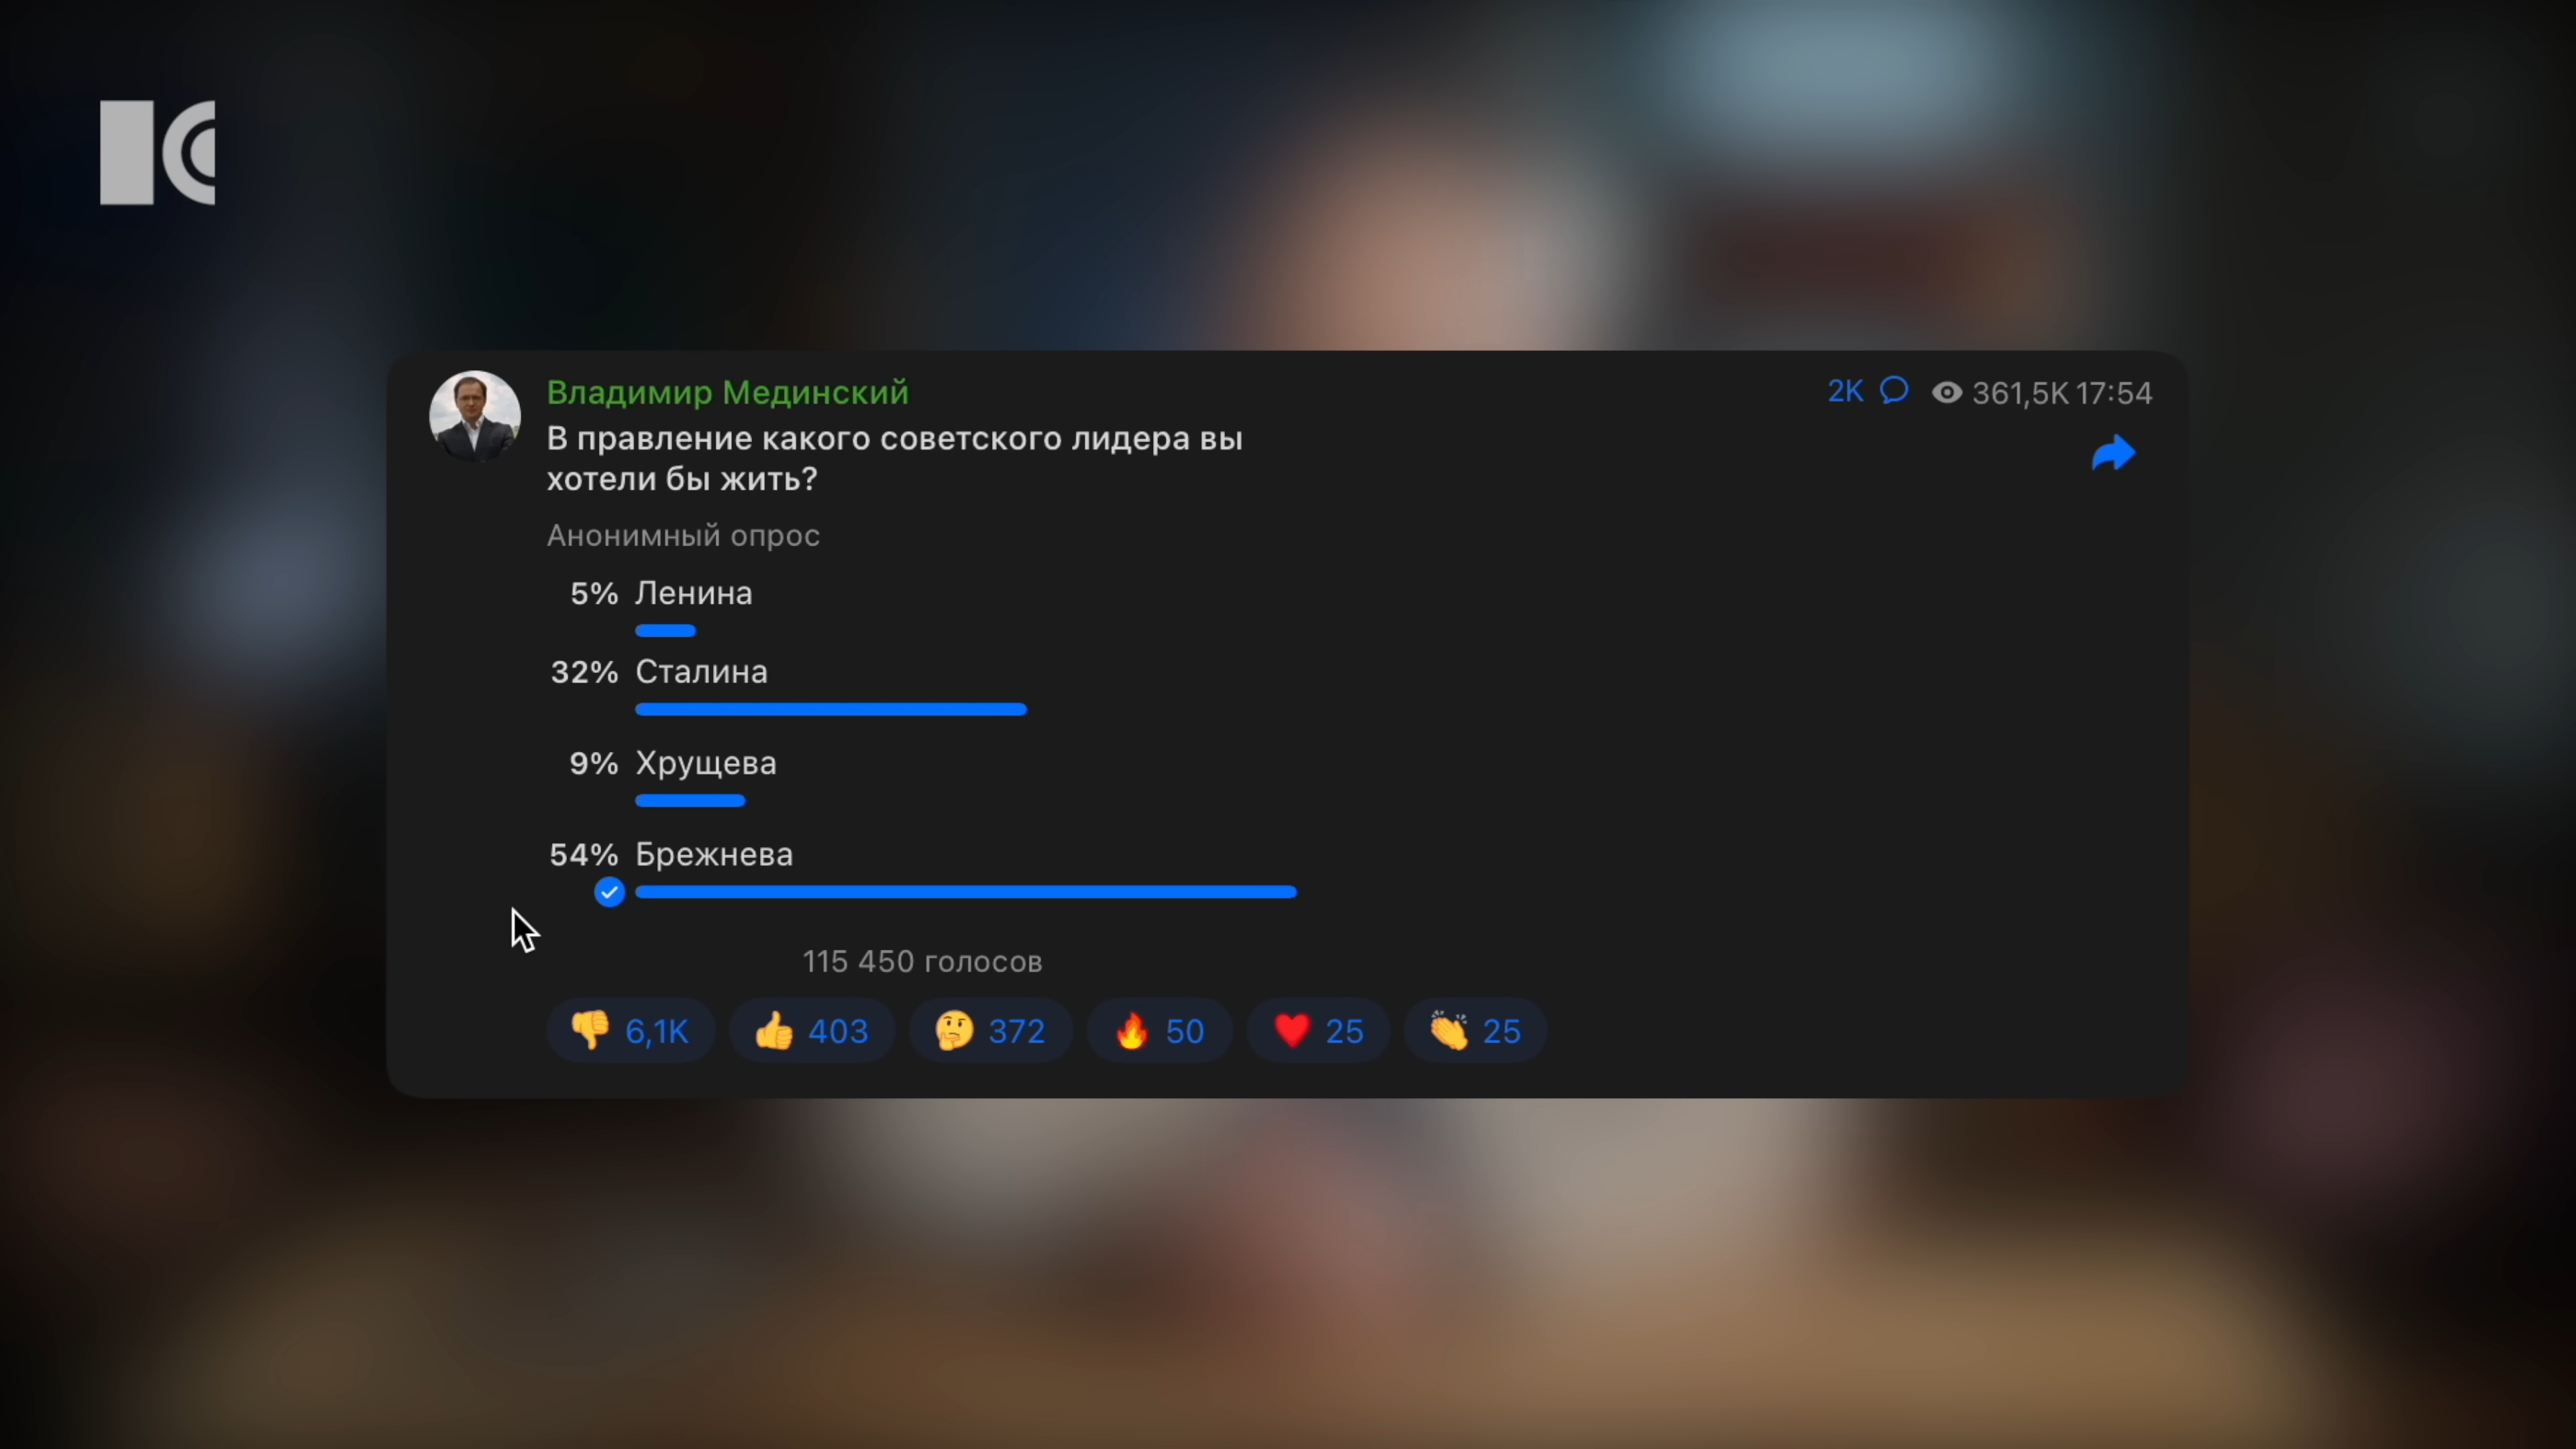 Владимир Мединский
2K 361,5K 17:54
В правление какого советского лидера вы
хотели бы жить?
Анонимный опрос
5% Ленина
32% Сталина
9% Хрущева
54% Брежнева
115 450 голосов
6,1K 403 372 50 25 25